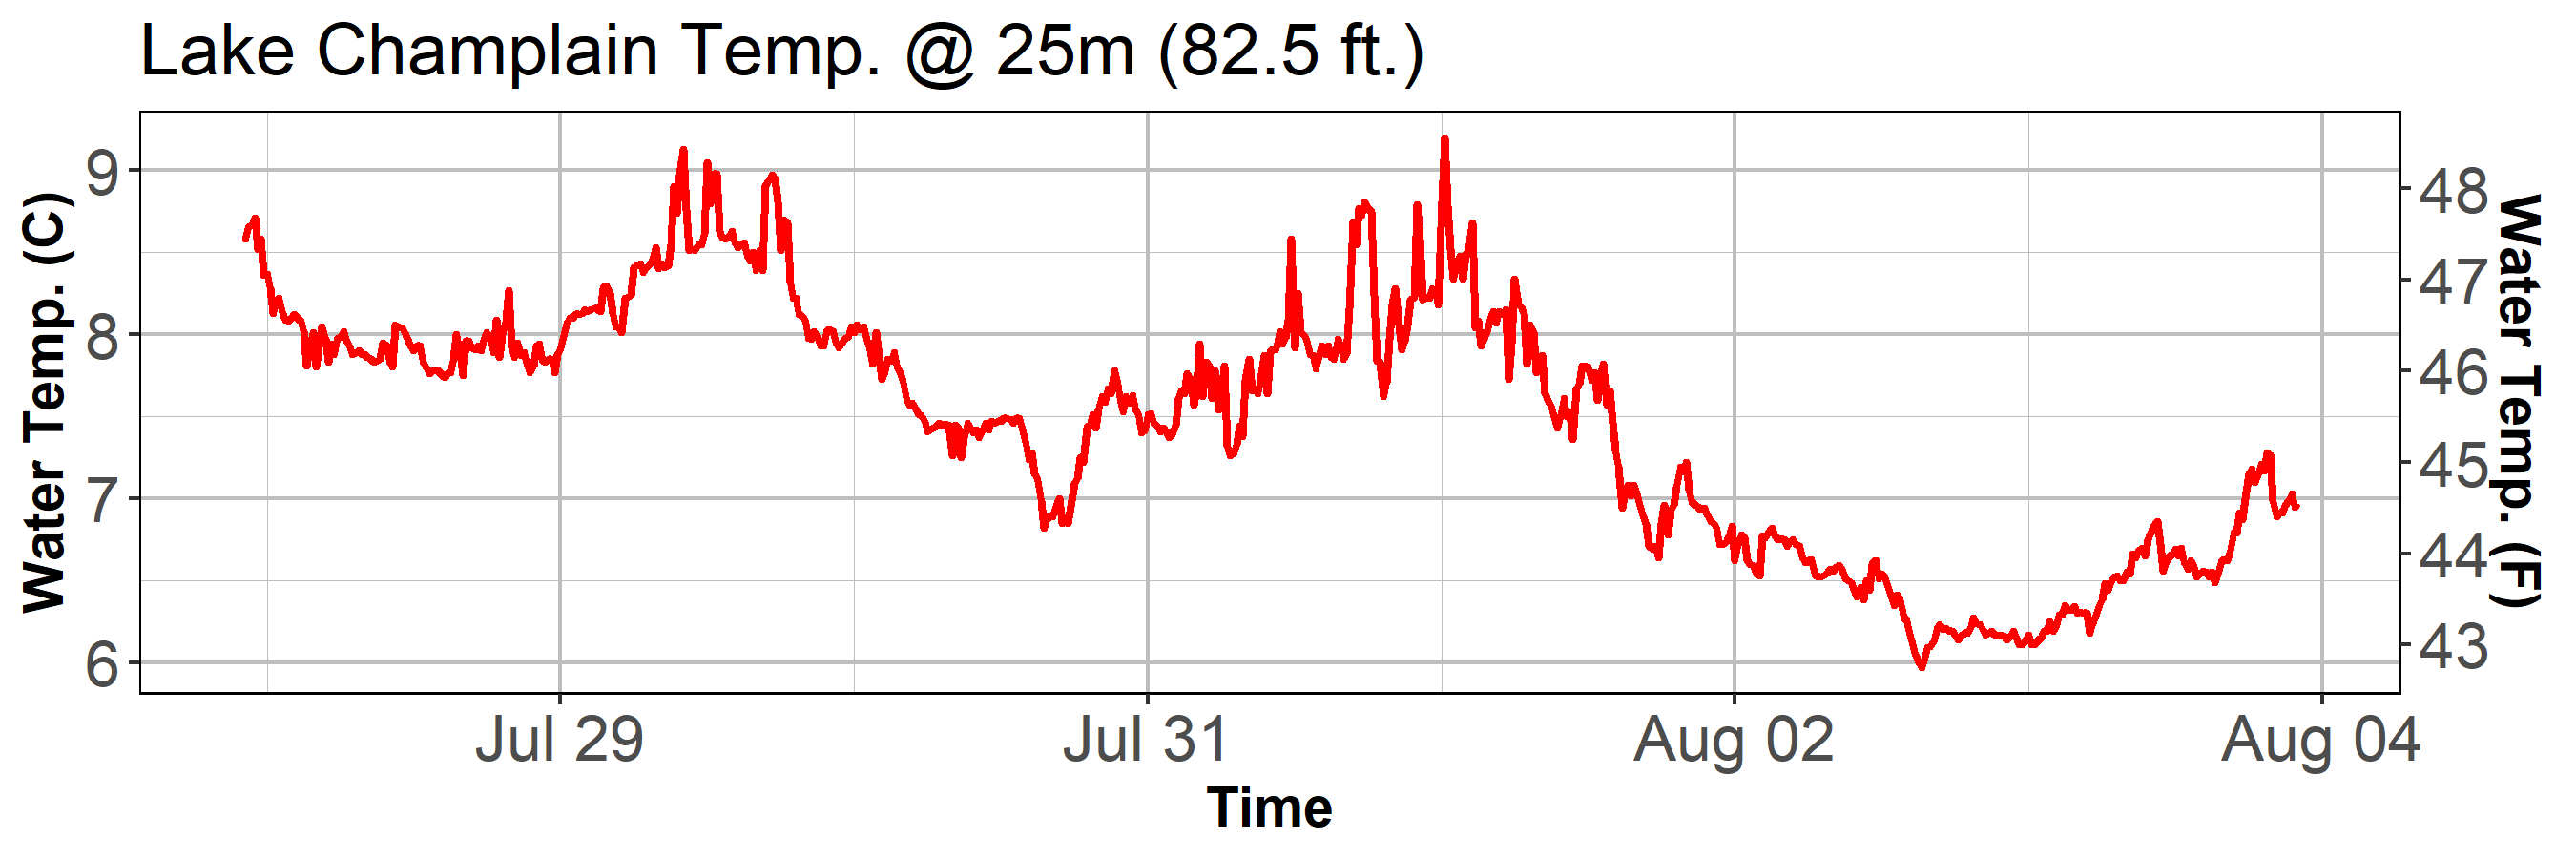 Lake Champlain Temp. @ 25m (82.5 ft.)
Water Temp. (C)
9
8
7
6
48
47
46
45
44
43
Water Temp. (F)
Jul 29
Jul 31
Aug 02
Aug 04
Time